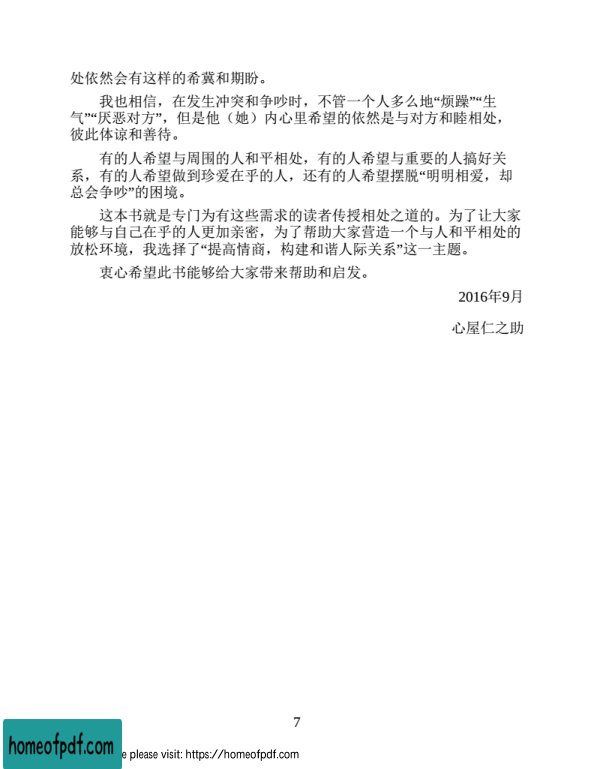 处依然会有这样的希冀和期盼。
我也相信，在发生冲突和争吵时，不管一个人多么地“烦躁”“生
气”“厌恶对方”，但是他（她）内心里希望的依然是与对方和睦相处，
彼此体谅和善待。
有的人希望与周围的人和平相处，有的人希望与重要的人搞好关
系，有的人希望做到珍爱在乎的人，还有的人希望摆脱“明明相爱，却
总会争吵”的困境。
这本书就是专门为有这些需求的读者传授相处之道的。为了让大家
能够与自己在乎的人更加亲密，为了帮助大家营造一个与人和平相处的
放松环境，我选择了“提高情商，构建和谐人际关系”这一主题。
衷心希望此书能够给大家带来帮助和启发。
2016年9月
心屋仁之助
7
homeofpdf.com
e please visit: https://homeofpdf.com